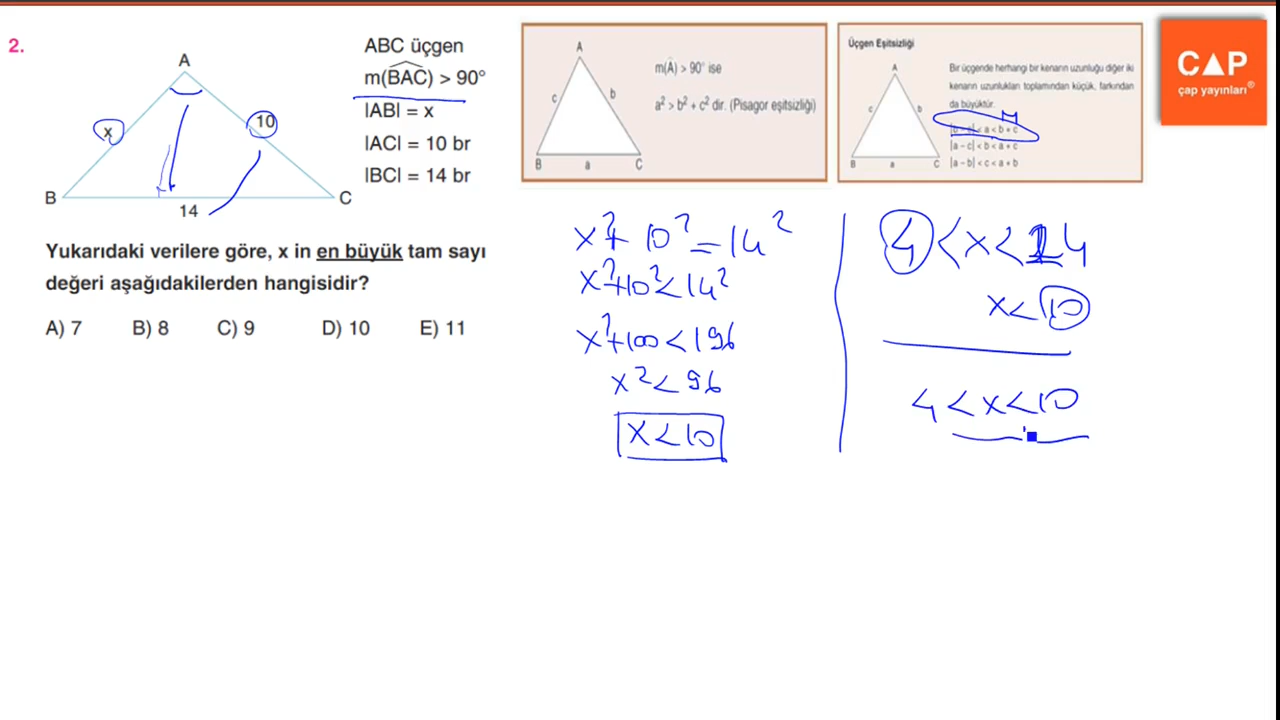 2.
A
x
10
B
14
C
ABC üçgen
m(BAC) > 90°
|AB| = x
|AC| = 10 br
|BC| = 14 br
Yukarıdaki verilere göre, x in en büyük tam sayı
değeri aşağıdakilerden hangisidir?
A) 7 B) 8 C) 9 D) 10 E) 11
A
c
b
B
a
C
m(A) > 90° ise
a² > b² + c² dir. (Pisagor eşitsizliği)
Üçgen Eşitsizliği
A
c
b
B
a
C
Bir üçgende herhangi bir kenarın uzunluğu diğer iki
kenarın uzunlukları toplamından küçük, farkından
da büyüktür.
|b - c| < a < b + c
|a - c| < b < a + c
|a - b| < c < a + b
ÇAP
çap yayınları®
x² + 10² = 14²
x² + 10² < 14²
x² + 100 < 196
x² < 96
x < 10
4 < x < 24
x < 10
4 < x < 10